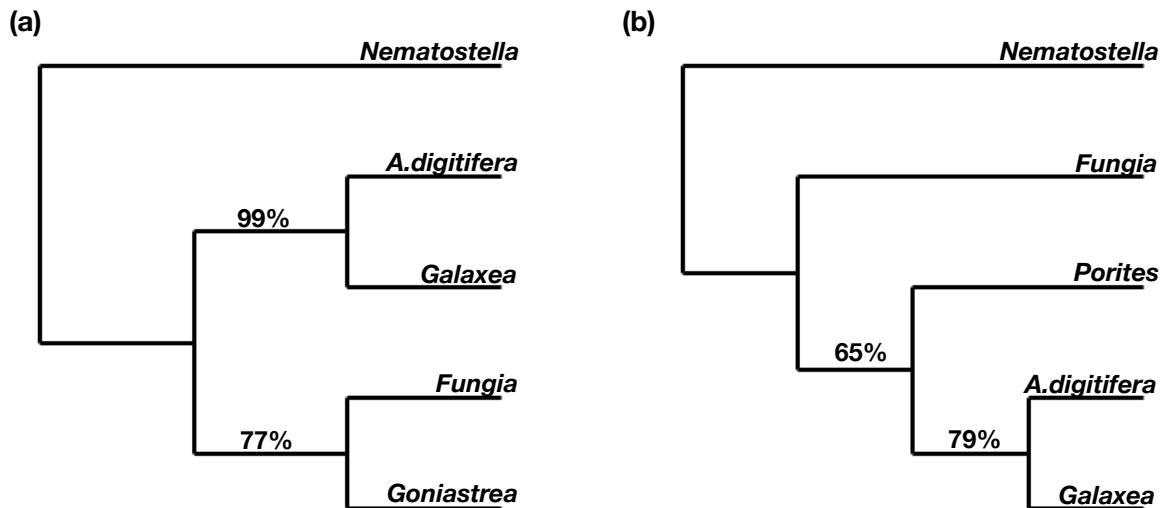 (a)
Nematostella
A.digitifera
99%
Galaxea
Fungia
77%
Goniastrea
(b)
Nematostella
Fungia
Porites
65%
A.digitifera
79%
Galaxea